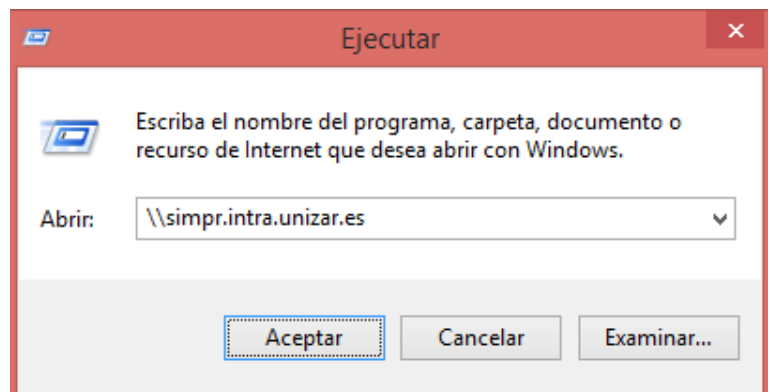 Ejecutar
Escriba el nombre del programa, carpeta, documento o
recurso de Internet que desea abrir con Windows.
Abrir: \\simpr.intra.unizar.es
Aceptar Cancelar Examinar...